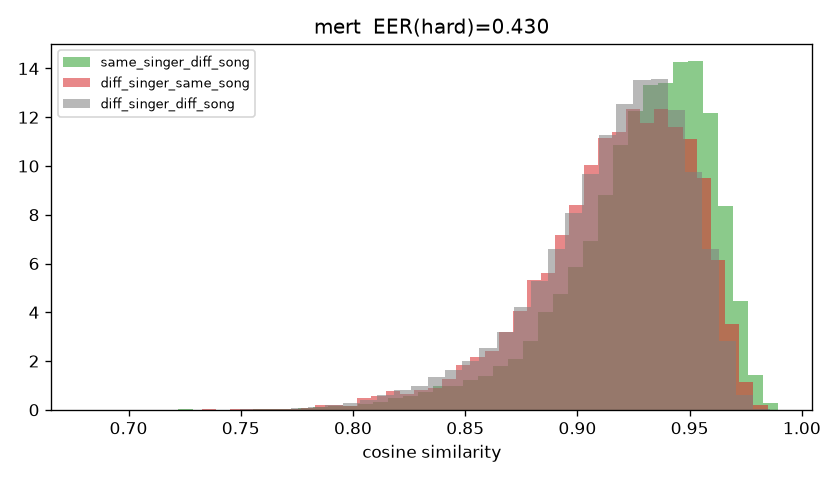 mert  EER(hard)=0.430
same_singer_diff_song
diff_singer_same_song
diff_singer_diff_song
14
12
10
8
6
4
2
0
0.70 0.75 0.80 0.85 0.90 0.95 1.00
cosine similarity